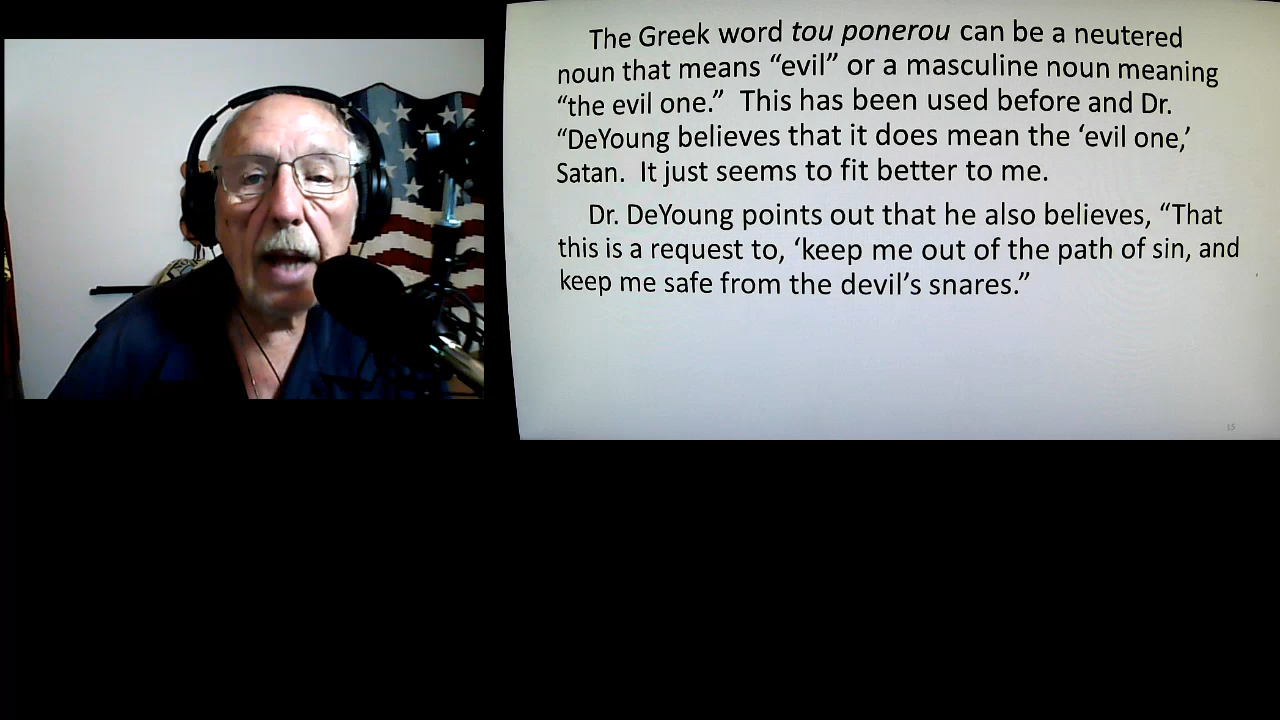 The Greek word tou ponerou can be a neutered
noun that means “evil” or a masculine noun meaning
“the evil one.” This has been used before and Dr.
“DeYoung believes that it does mean the ‘evil one,’
Satan. It just seems to fit better to me.
Dr. DeYoung points out that he also believes, “That
this is a request to, ‘keep me out of the path of sin, and
keep me safe from the devil’s snares.”
15